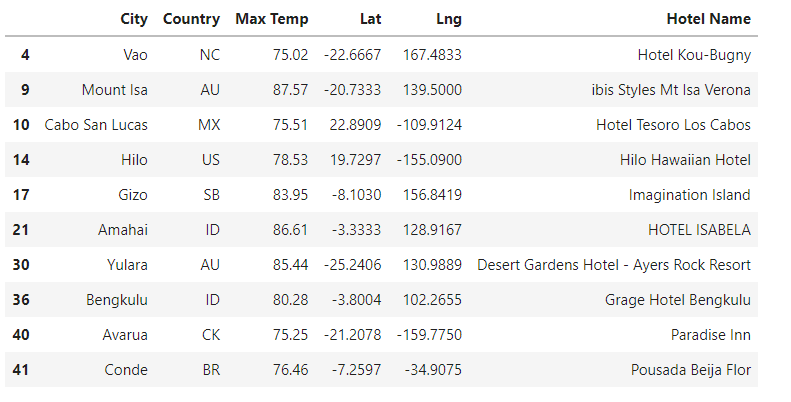 City Country Max Temp Lat Lng Hotel Name
4 Vao NC 75.02 -22.6667 167.4833 Hotel Kou-Bugny
9 Mount Isa AU 87.57 -20.7333 139.5000 ibis Styles Mt Isa Verona
10 Cabo San Lucas MX 75.51 22.8909 -109.9124 Hotel Tesoro Los Cabos
14 Hilo US 78.53 19.7297 -155.0900 Hilo Hawaiian Hotel
17 Gizo SB 83.95 -8.1030 156.8419 Imagination Island
21 Amahai ID 86.61 -3.3333 128.9167 HOTEL ISABELA
30 Yulara AU 85.44 -25.2406 130.9889 Desert Gardens Hotel - Ayers Rock Resort
36 Bengkulu ID 80.28 -3.8004 102.2655 Grage Hotel Bengkulu
40 Avarua CK 75.25 -21.2078 -159.7750 Paradise Inn
41 Conde BR 76.46 -7.2597 -34.9075 Pousada Beija Flor